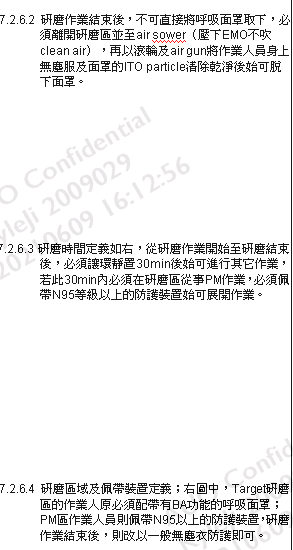 7.2.6.2 研磨作業結束後，不可直接將呼吸面罩取下，必
須離開研磨區並至air sower（壓下EMO不吹
clean air），再以滾輪及air gun將作業人員身上
無塵服及面罩的ITO particle清除乾淨後始可脫
下面罩。
O Confidential
yleli 2009029
0609 16:12:56
7.2.6.3 研磨時間定義如右，從研磨作業開始至研磨結束
後，必須讓環靜置30min後始可進行其它作業，
若此30min內必須在研磨區從事PM作業，必須佩
帶N95等級以上的防護裝置始可展開作業。
Confid
7.2.6.4 研磨區域及佩帶裝置定義；右圖中，Target研磨
區的作業人原必須配帶有BA功能的呼吸面罩；
PM區作業人員則佩帶N95以上的防護裝置，研磨
作業結束後，則改以一般無塵衣防護即可。